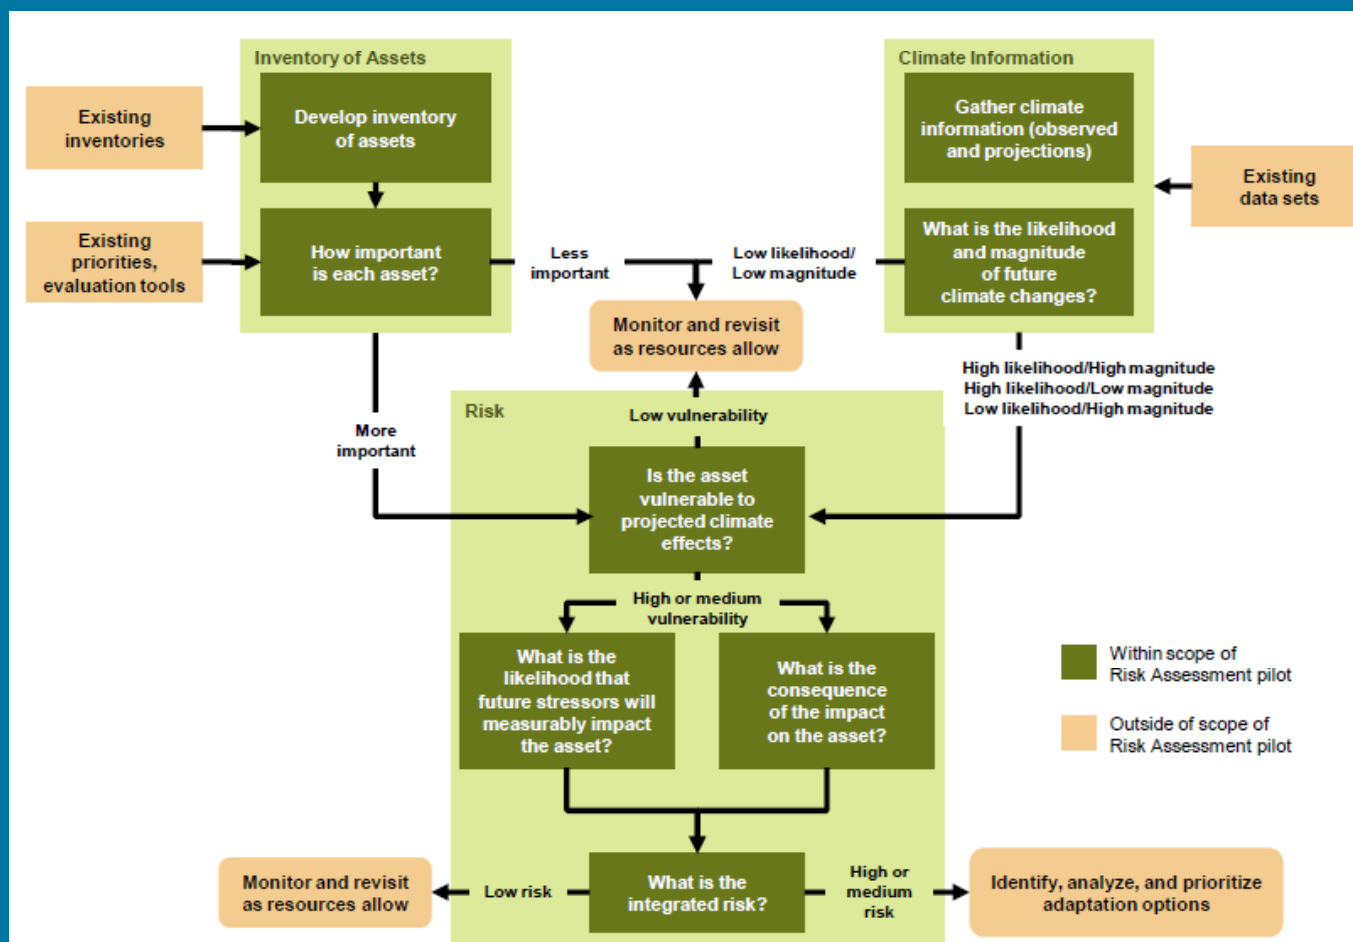 Inventory of Assets
Climate Information
Existing
inventories
Develop inventory
of assets
Gather climate
information (observed
and projections)
Existing
data sets
Existing
priorities,
evaluation tools
How important
is each asset?
Less
important
Low likelihood/
Low magnitude
What is the likelihood
and magnitude
of future
climate changes?
Monitor and revisit
as resources allow
High likelihood/High magnitude
High likelihood/Low magnitude
Low likelihood/High magnitude
Risk
Low vulnerability
More
important
Is the asset
vulnerable to
projected climate
effects?
High or medium
vulnerability
What is the
likelihood that
future stressors will
measurably impact
the asset?
What is the
consequence
of the impact
on the asset?
Within scope of
Risk Assessment pilot
Outside of scope of
Risk Assessment pilot
Monitor and revisit
as resources allow
Low risk
What is the
integrated risk?
High or
medium
risk
Identify, analyze, and prioritize
adaptation options